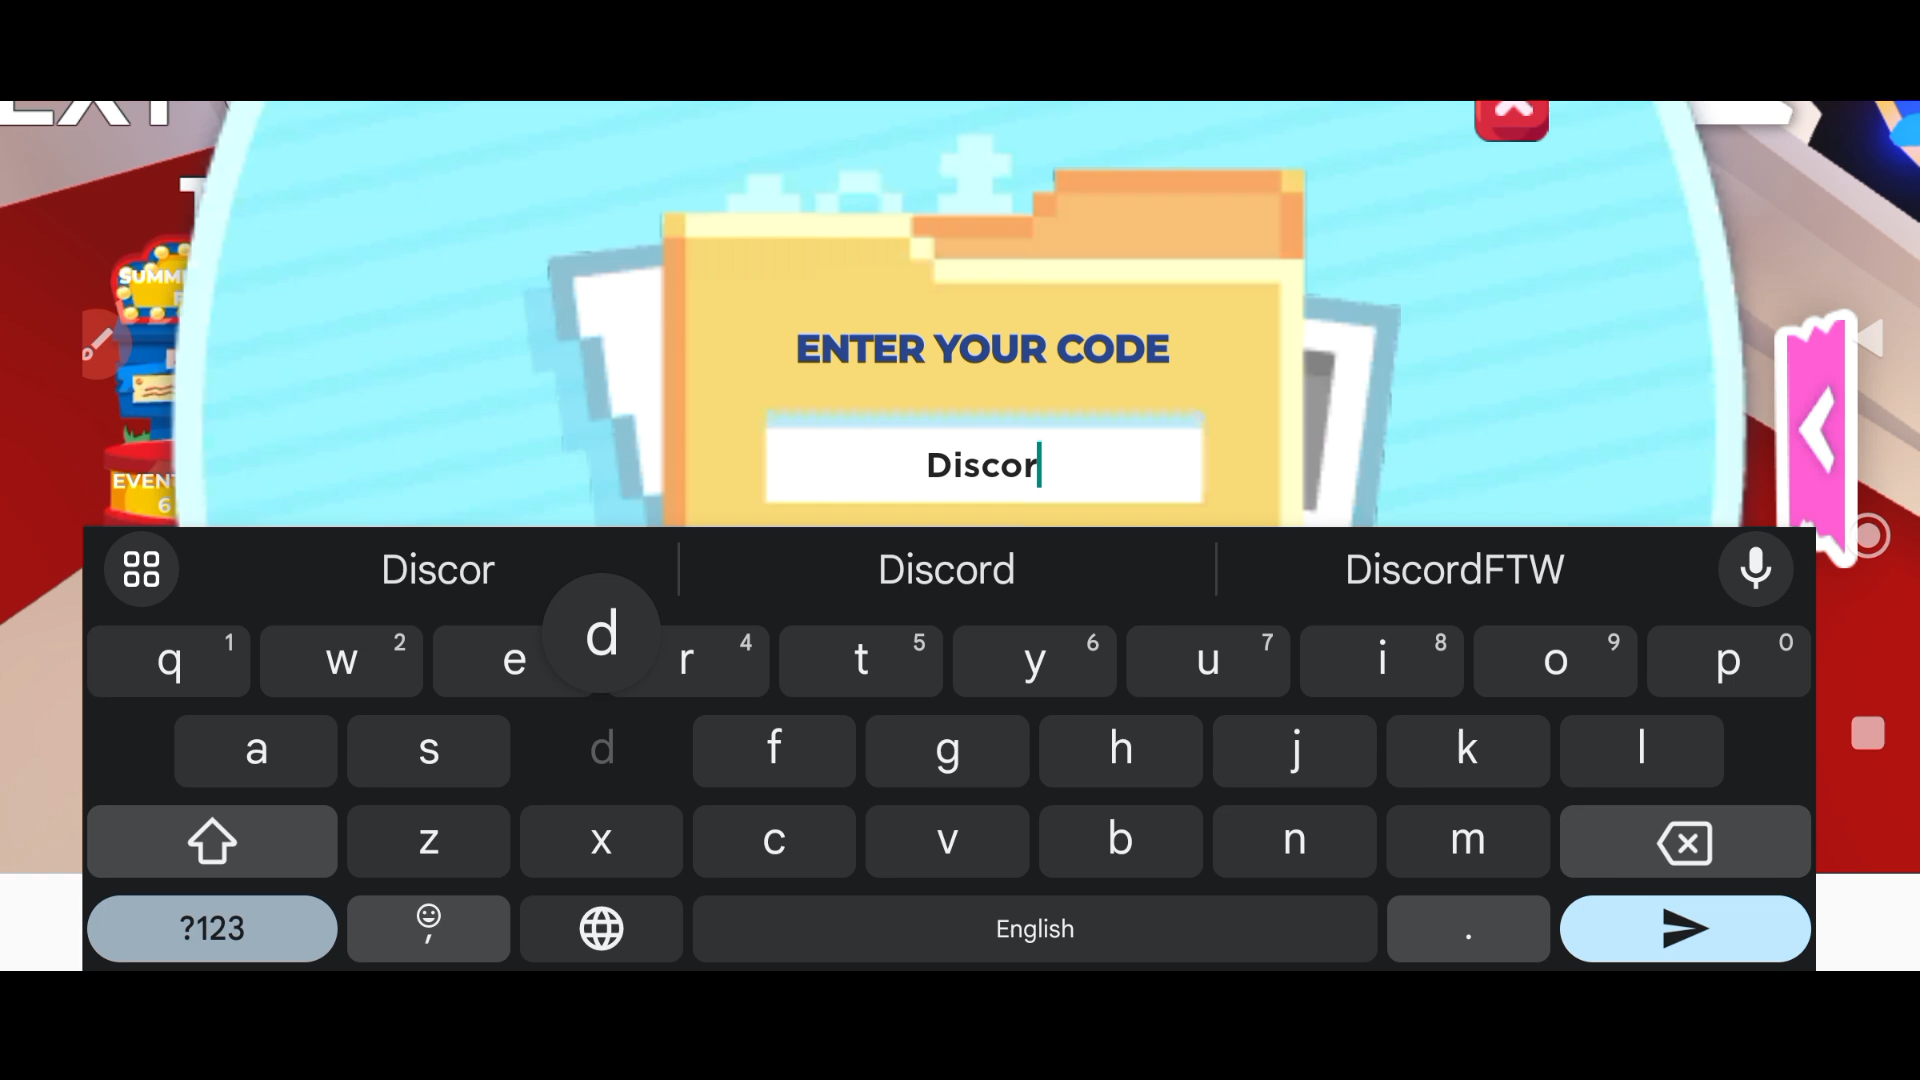 ENTER YOUR CODE
Discor
SUMM
EVEN
6
Discor Discord DiscordFTW
d
q 1 w 2 e r 4 t 5 y 6 u 7 i 8 o 9 p 0
a s d f g h j k l
z x c v b n m
?123 , English .